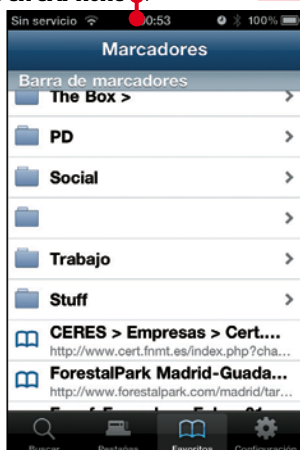 Sin servicio 0:53 100%
Marcadores
Barra de marcadores
The Box >
PD
Social
Trabajo
Stuff
CERES > Empresas > Cert....
http://www.cert.fnmt.es/index.php?cha...
ForestalPark Madrid-Guada...
http://www.forestalpark.com/madrid/tar...
Buscar Pestañas Favoritos Configuración